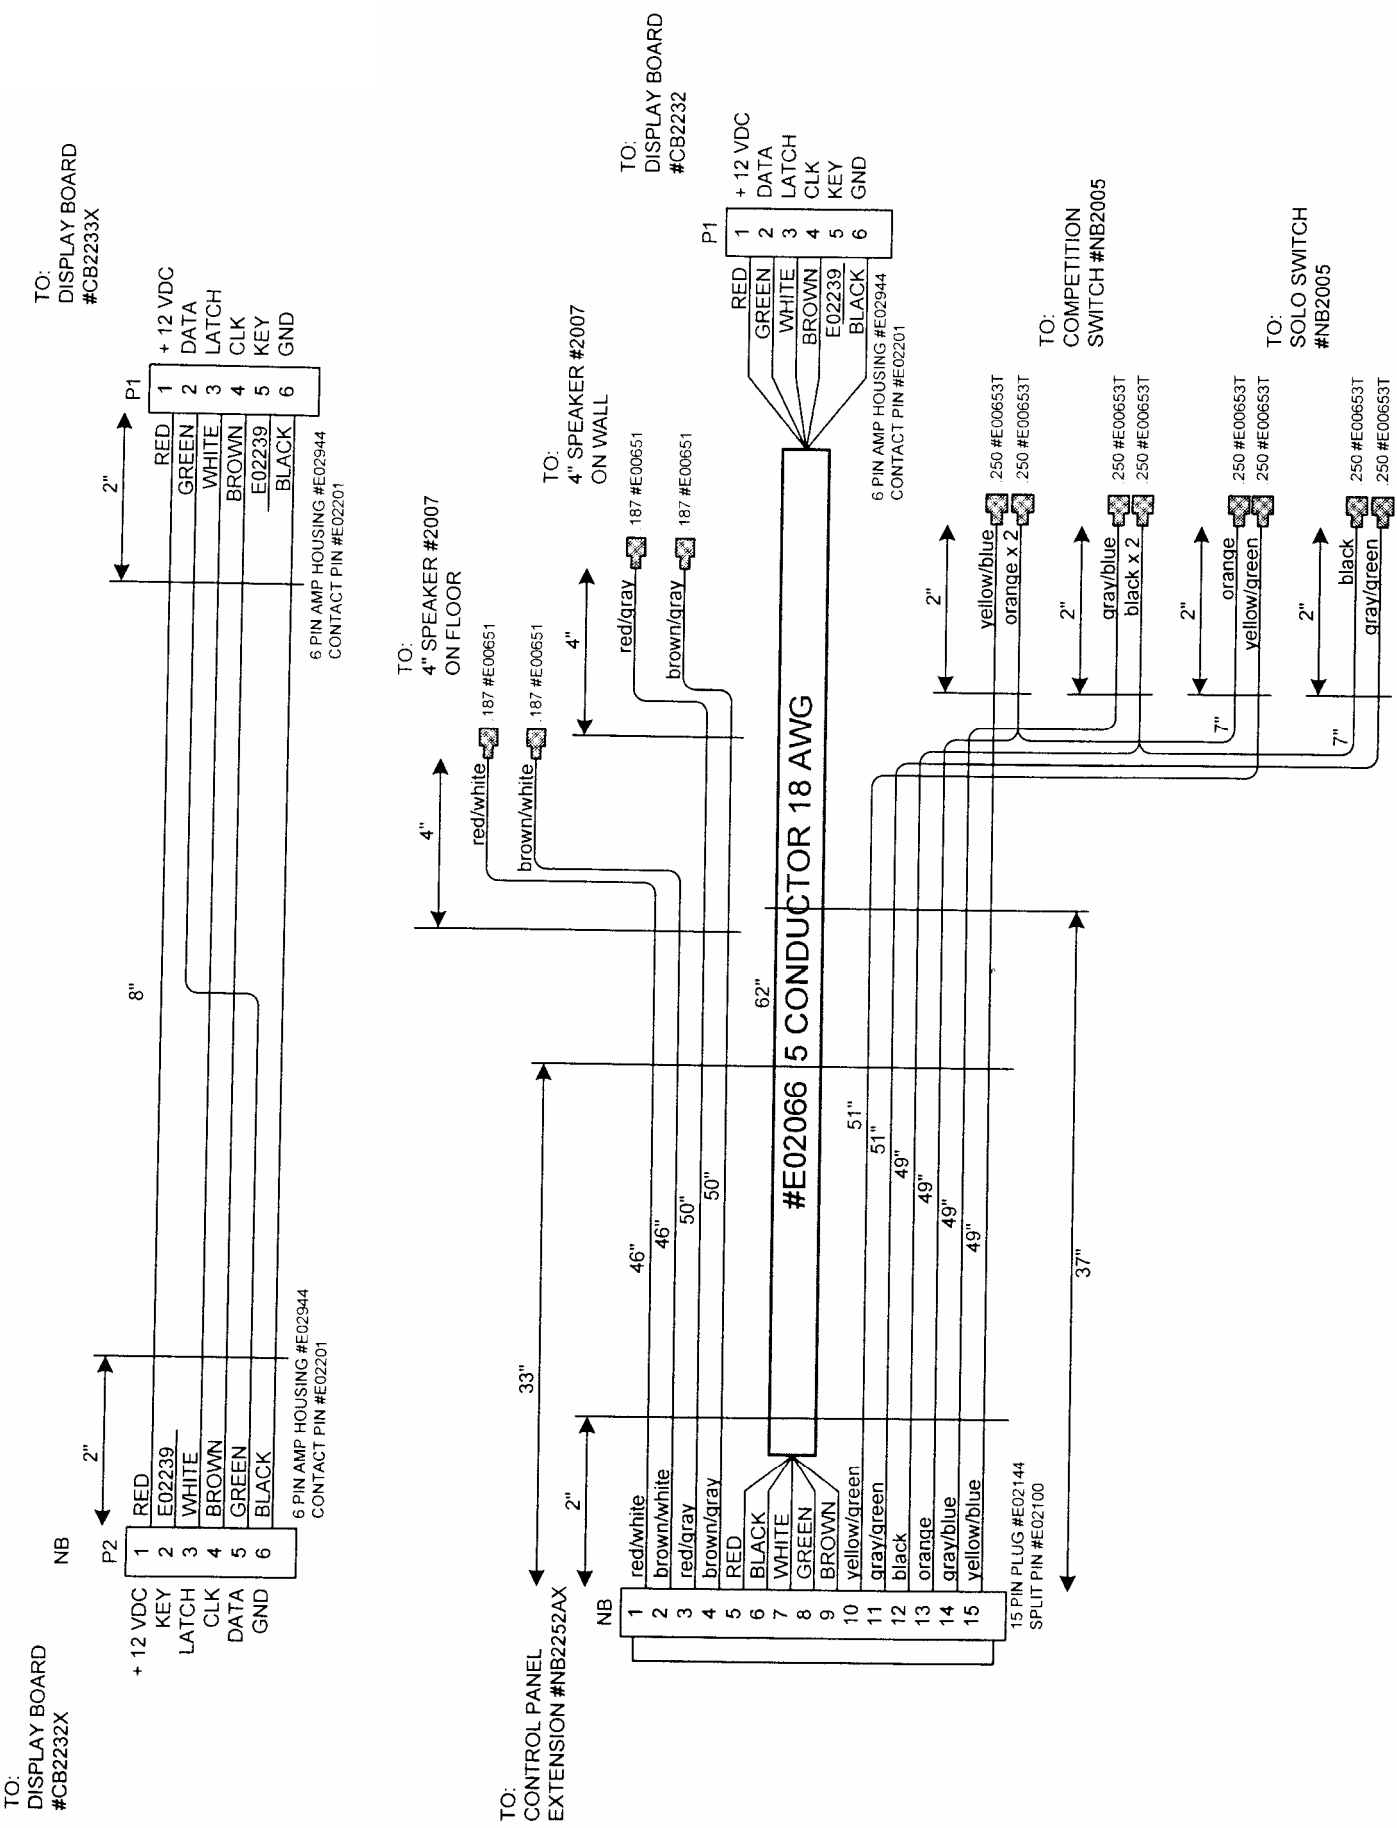 TO:
DISPLAY BOARD
#CB2232X
NB
P2
+ 12 VDC
KEY
LATCH
CLK
DATA
GND
1
2
3
4
5
6
RED
E02239
WHITE
BROWN
GREEN
BLACK
2"
6 PIN AMP HOUSING #E02944
CONTACT PIN #E02201
8"
2"
6 PIN AMP HOUSING #E02944
CONTACT PIN #E02201
RED
GREEN
WHITE
BROWN
E02239
BLACK
P1
1
2
3
4
5
6
+ 12 VDC
DATA
LATCH
CLK
KEY
GND
TO:
DISPLAY BOARD
#CB2233X
TO:
CONTROL PANEL
EXTENSION #NB2252AX
NB
1
2
3
4
5
6
7
8
9
10
11
12
13
14
15
15 PIN PLUG #E02144
SPLIT PIN #E02100
red/white
brown/white
red/gray
brown/gray
RED
BLACK
WHITE
GREEN
BROWN
yellow/green
gray/green
black
orange
gray/blue
yellow/blue
2"
33"
37"
46"
46"
50"
50"
62"
#E02066 5 CONDUCTOR 18 AWG
51"
51"
49"
49"
49"
49"
4"
red/white
brown/white
.187 #E00651
.187 #E00651
TO:
4" SPEAKER #2007
ON FLOOR
4"
red/gray
brown/gray
.187 #E00651
.187 #E00651
TO:
4" SPEAKER #2007
ON WALL
RED
GREEN
WHITE
BROWN
E02239
BLACK
6 PIN AMP HOUSING #E02944
CONTACT PIN #E02201
P1
1
2
3
4
5
6
+ 12 VDC
DATA
LATCH
CLK
KEY
GND
TO:
DISPLAY BOARD
#CB2232
2"
yellow/blue
orange x 2
.250 #E00653T
.250 #E00653T
2"
gray/blue
black x 2
.250 #E00653T
.250 #E00653T
TO:
COMPETITION
SWITCH #NB2005
7"
2"
orange
yellow/green
.250 #E00653T
.250 #E00653T
7"
2"
black
gray/green
.250 #E00653T
.250 #E00653T
TO:
SOLO SWITCH
#NB2005